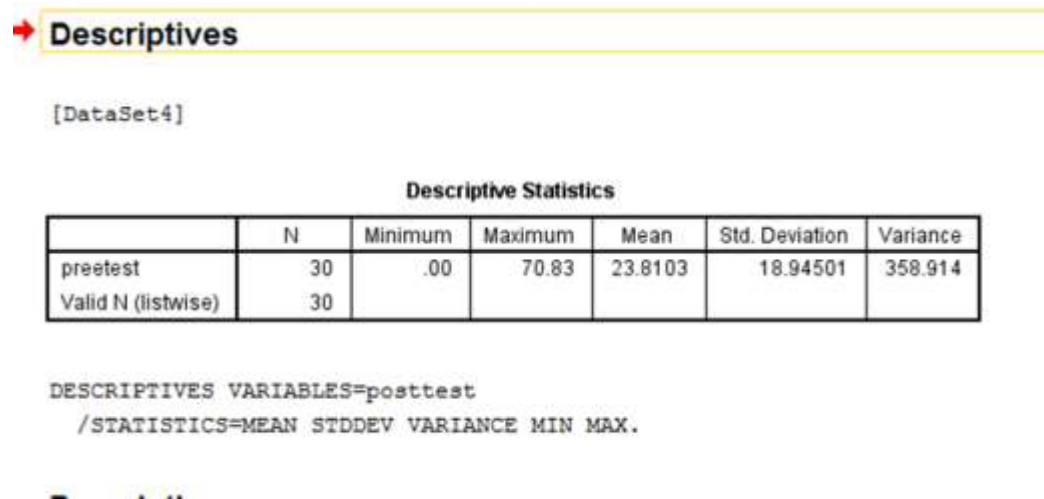 Descriptives
[DataSet4]
Descriptive Statistics
N Minimum Maximum Mean Std. Deviation Variance
preetest 30 .00 70.83 23.8103 18.94501 358.914
Valid N (listwise) 30
DESCRIPTIVES VARIABLES=posttest
/STATISTICS=MEAN STDDEV VARIANCE MIN MAX.